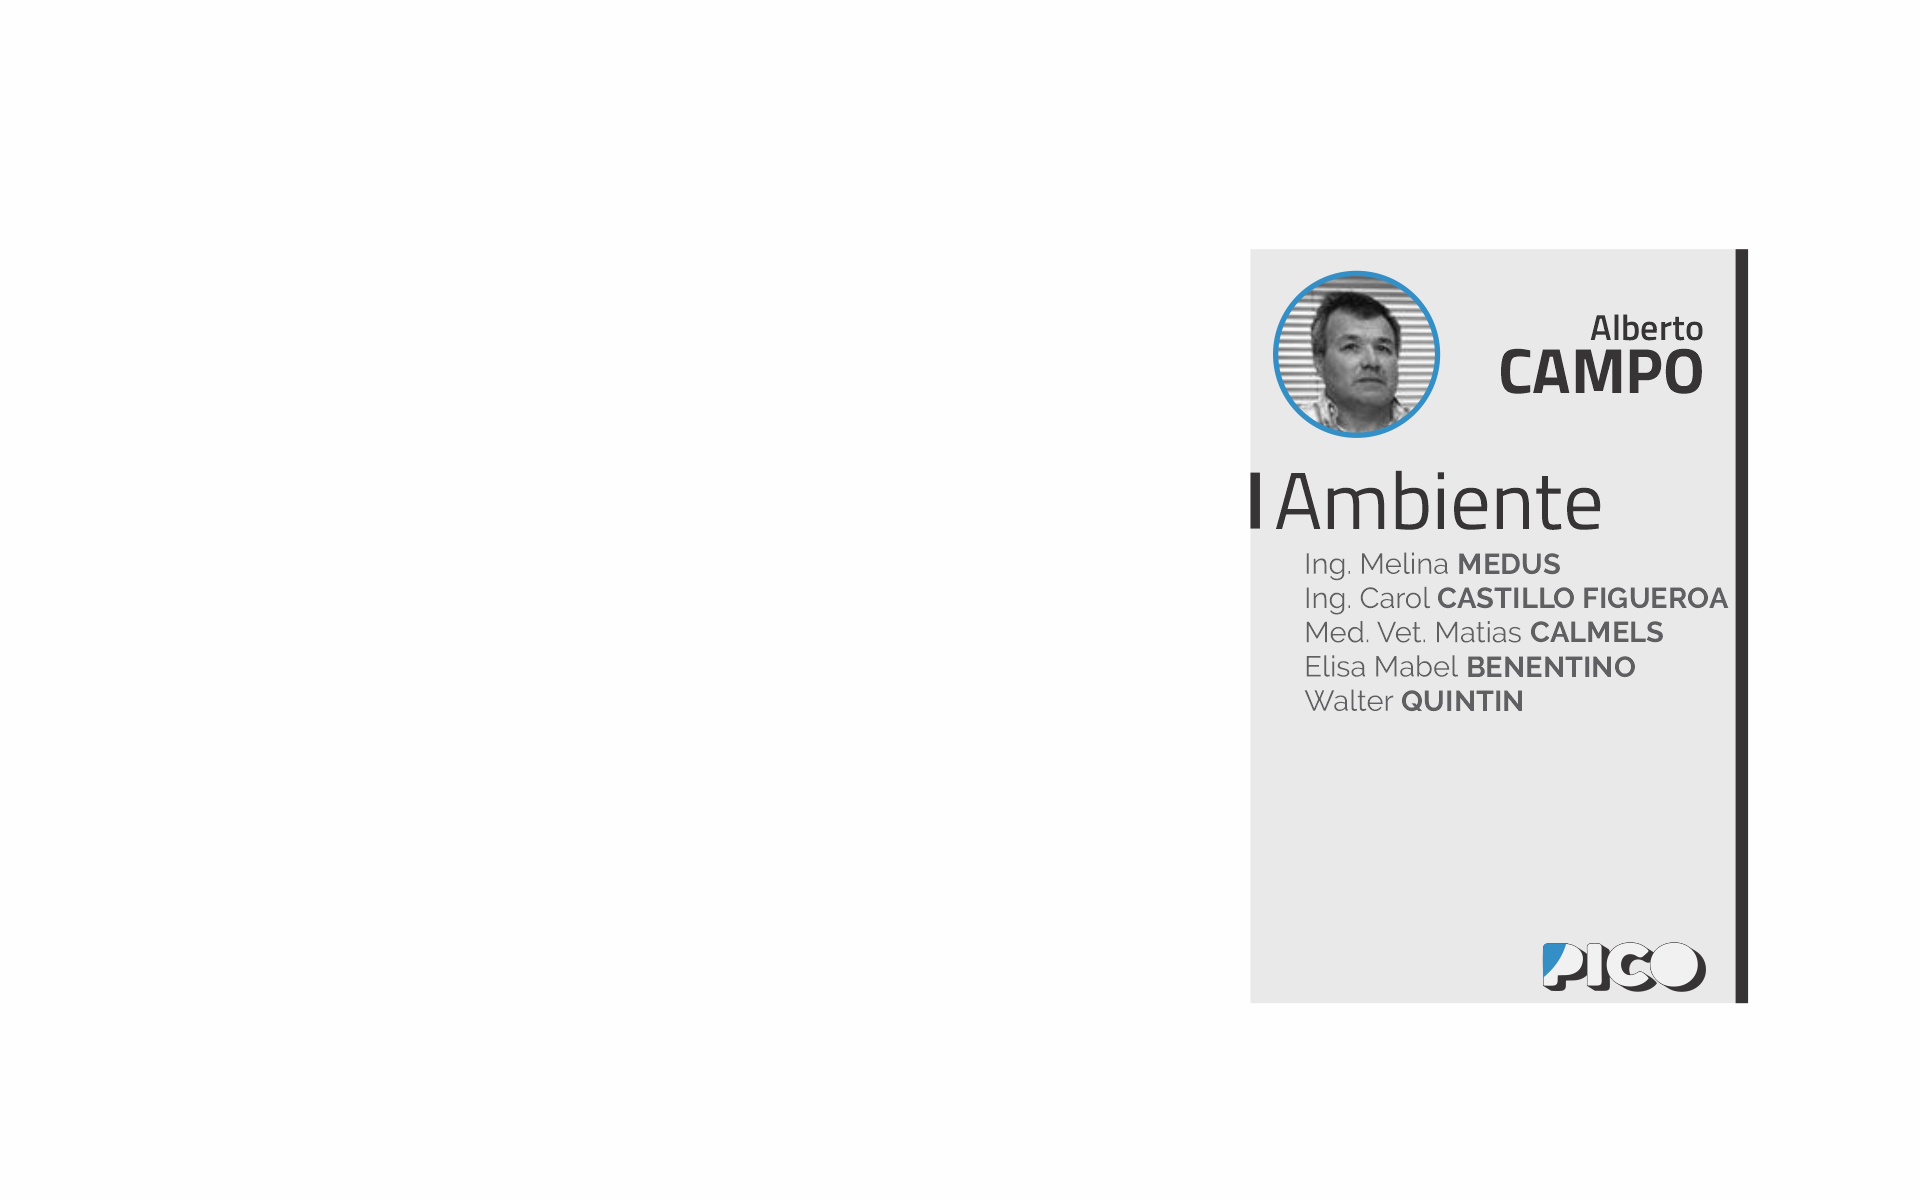 Alberto
CAMPO
Ambiente
Ing. Melina MEDUS
Ing. Carol CASTILLO FIGUEROA
Med. Vet. Matias CALMELS
Elisa Mabel BENENTINO
Walter QUINTIN
PICO